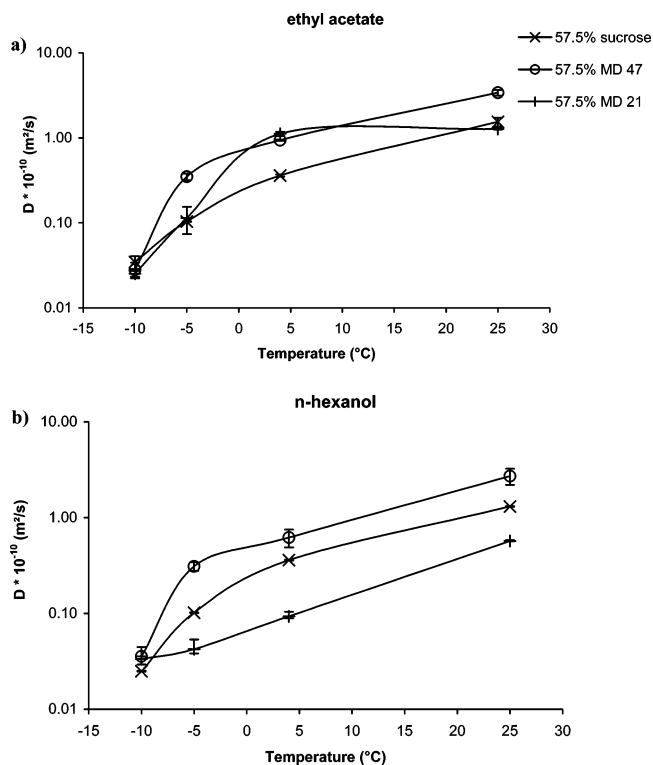 ethyl acetate
a)
57.5% sucrose
57.5% MD 47
57.5% MD 21
10.00
1.00
0.10
0.01
D * 10⁻¹⁰ (m²/s)
-15 -10 -5 0 5 10 15 20 25 30
Temperature (°C)
n-hexanol
b)
10.00
1.00
0.10
0.01
D * 10⁻¹⁰ (m²/s)
-15 -10 -5 0 5 10 15 20 25 30
Temperature (°C)